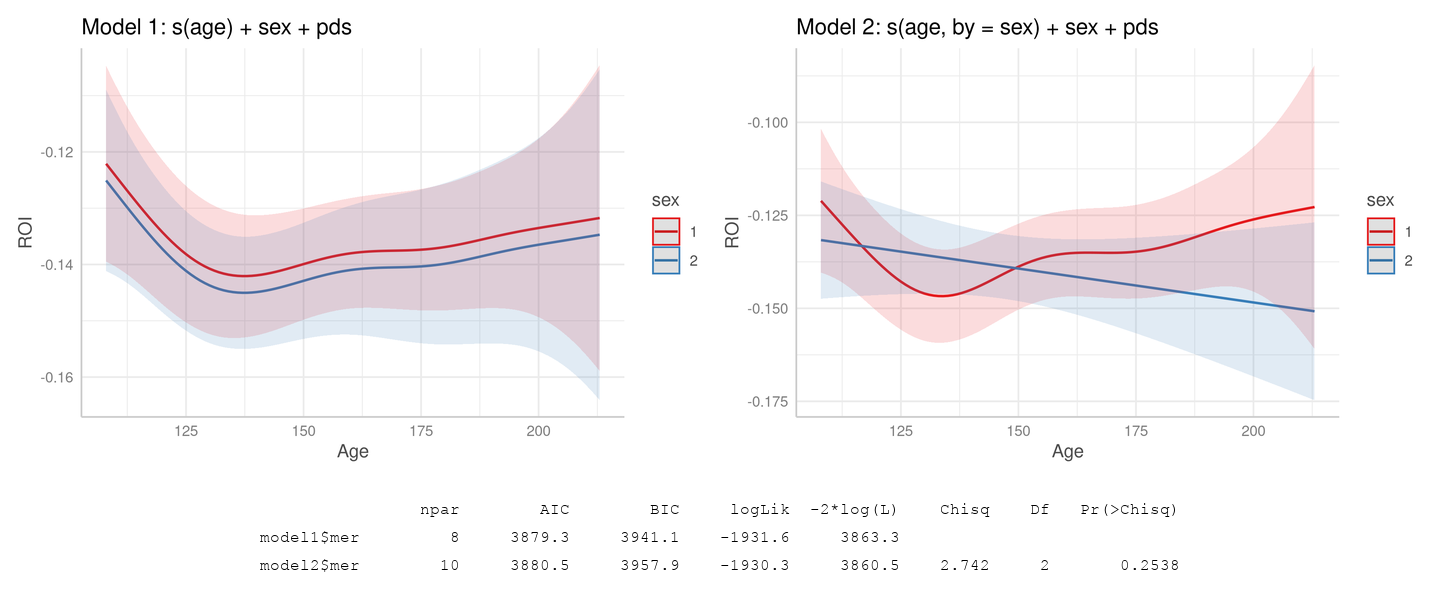 Model 1: s(age) + sex + pds
-0.12
-0.14
-0.16
ROI
125 150 175 200
Age
sex
1
2
Model 2: s(age, by = sex) + sex + pds
-0.100
-0.125
-0.150
-0.175
ROI
125 150 175 200
Age
sex
1
2
npar AIC BIC logLik -2*log(L) Chisq Df Pr(>Chisq)
model1$mer 8 3879.3 3941.1 -1931.6 3863.3
model2$mer 10 3880.5 3957.9 -1930.3 3860.5 2.742 2 0.2538